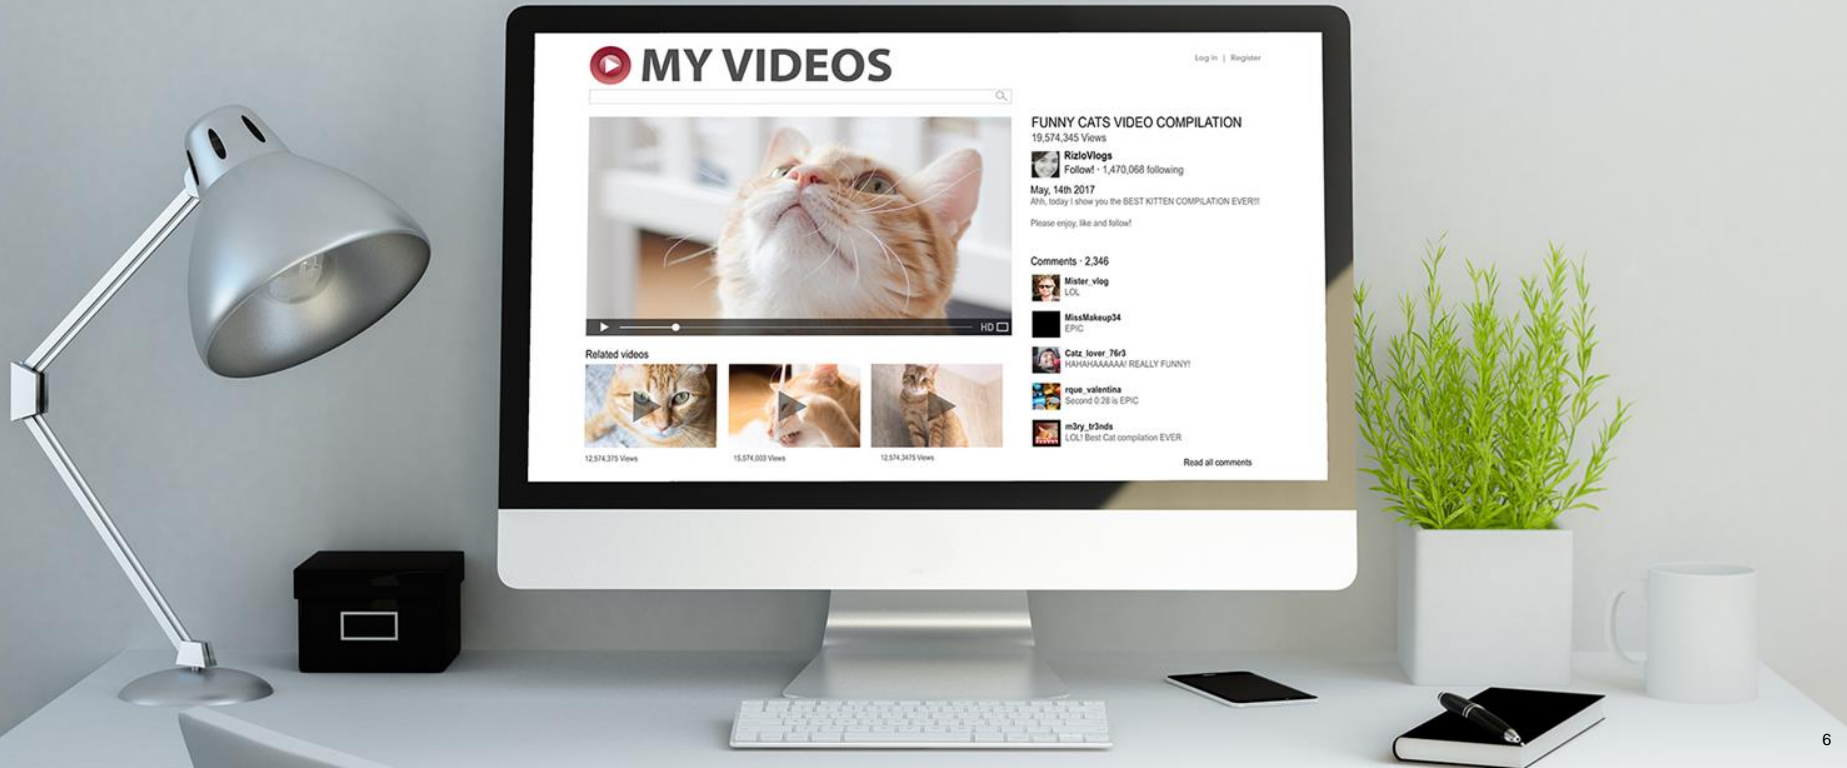 MY VIDEOS
Log in | Register
FUNNY CATS VIDEO COMPILATION
19,574,345 Views
RizloVlogs
Follow! · 1,470,068 following
May, 14th 2017
Ahh, today I show you the BEST KITTEN COMPILATION EVER!!!
Please enjoy, like and follow!
HD
Comments · 2,346
Mister_vlog
LOL
MissMakeup34
EPIC
Catz_lover_76r3
HAHAHAAAAAA! REALLY FUNNY!
rque_valentina
Second 0:28 is EPIC
m3ry_tr3nds
LOL! Best Cat compilation EVER
Read all comments
Related videos
12,574,375 Views
15,574,003 Views
12,574,3475 Views
6